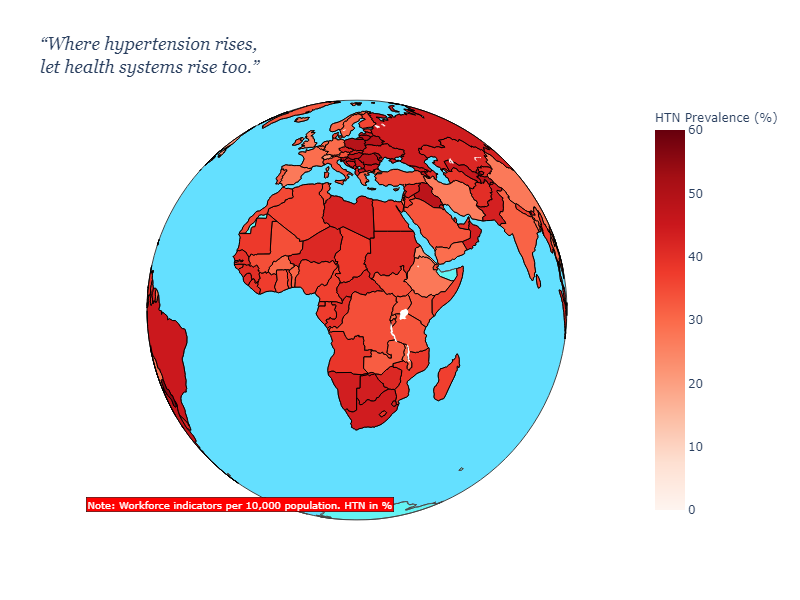 “Where hypertension rises,
let health systems rise too.”
HTN Prevalence (%)
60
50
40
30
20
10
0
Note: Workforce indicators per 10,000 population. HTN in %